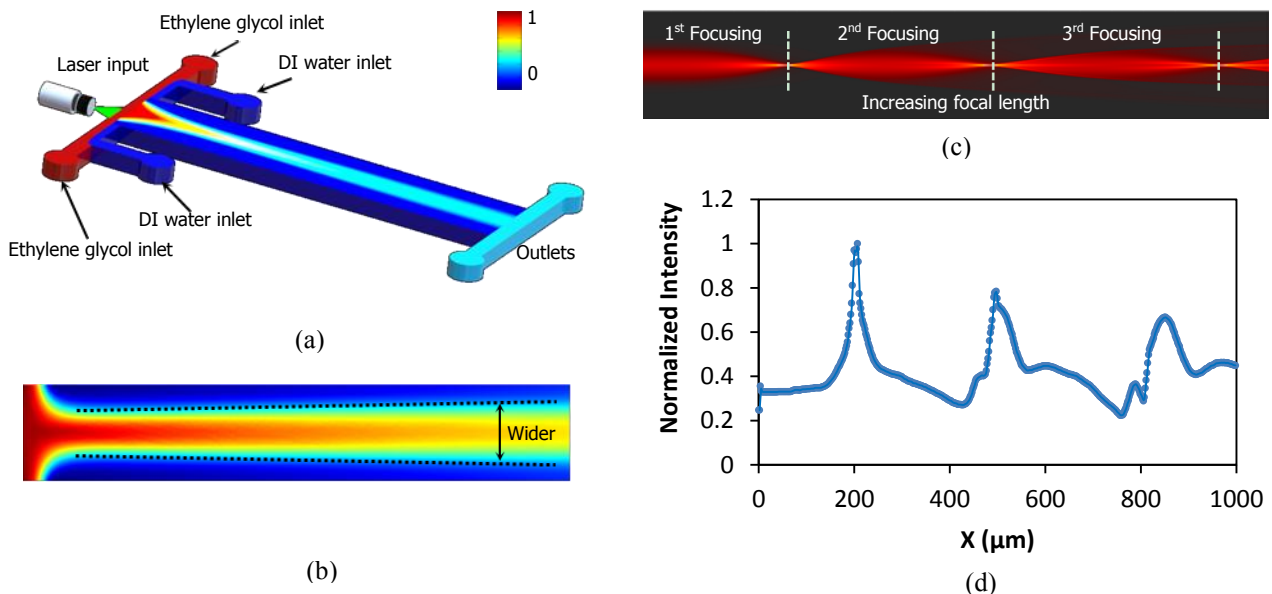 Ethylene glycol inlet
Laser input
DI water inlet
1
0
DI water inlet
Ethylene glycol inlet
Outlets
(a)
Wider
(b)
1st Focusing
2nd Focusing
3rd Focusing
Increasing focal length
(c)
Normalized Intensity
1.2
1
0.8
0.6
0.4
0.2
0
0 200 400 600 800 1000
X (µm)
(d)